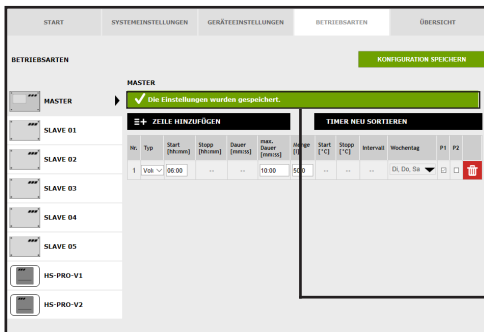 START SYSTEMEINSTELLUNGEN GERÄTEEINSTELLUNGEN BETRIEBSARTEN ÜBERSICHT
BETRIEBSARTEN KONFIGURATION SPEICHERN
MASTER
MASTER
Die Einstellungen wurden gespeichert.
ZEILE HINZUFÜGEN TIMER NEU SORTIEREN
Nr. Typ Start [hh:mm] Stopp [hh:mm] Dauer [mm:ss] max. Dauer [mm:ss] Menge [l] Start [°C] Stopp [°C] Intervall Wochentag P1 P2
1 06:00 -- -- 10:00 50,0 -- -- -- Di, Do, Sa
SLAVE 01
SLAVE 02
SLAVE 03
SLAVE 04
SLAVE 05
HS-PRO-V1
HS-PRO-V2